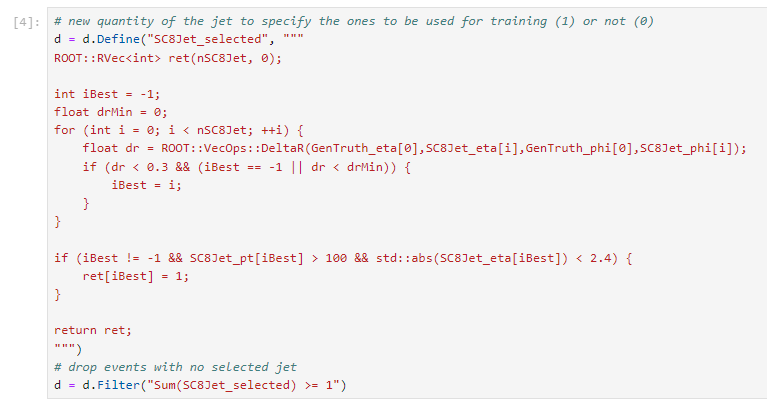 [4]: # new quantity of the jet to specify the ones to be used for training (1) or not (0)
d = d.Define("SC8Jet_selected", """
ROOT::RVec<int> ret(nSC8Jet, 0);

int iBest = -1;
float drMin = 0;
for (int i = 0; i < nSC8Jet; ++i) {
    float dr = ROOT::VecOps::DeltaR(GenTruth_eta[0],SC8Jet_eta[i],GenTruth_phi[0],SC8Jet_phi[i]);
    if (dr < 0.3 && (iBest == -1 || dr < drMin)) {
        iBest = i;
    }
}

if (iBest != -1 && SC8Jet_pt[iBest] > 100 && std::abs(SC8Jet_eta[iBest]) < 2.4) {
    ret[iBest] = 1;
}

return ret;
""")
# drop events with no selected jet
d = d.Filter("Sum(SC8Jet_selected) >= 1")